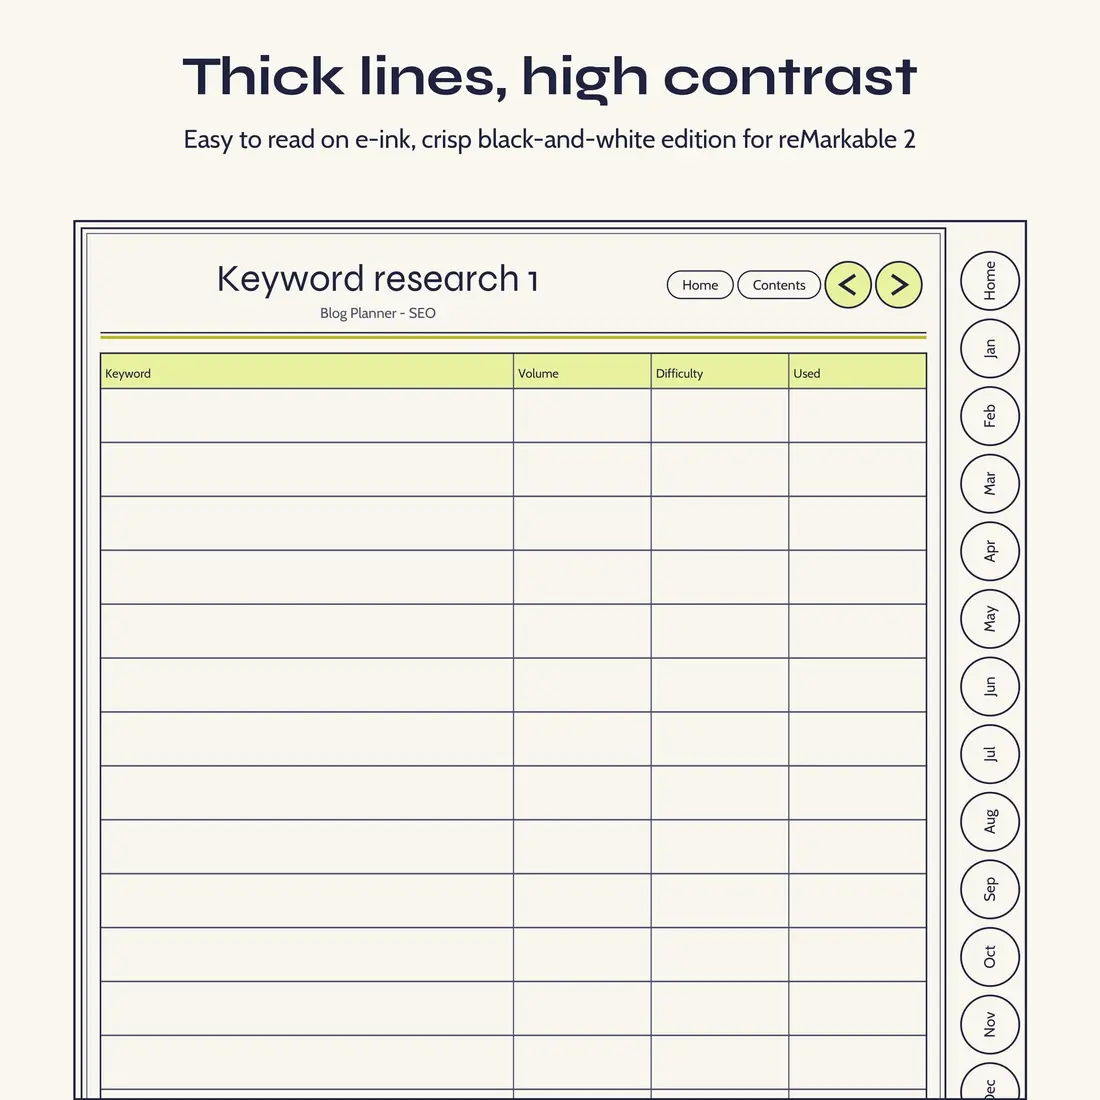 Thick lines, high contrast
Easy to read on e-ink, crisp black-and-white edition for reMarkable 2
Keyword research 1
Blog Planner - SEO
Home
Contents
<
>
Keyword
Volume
Difficulty
Used
Home
Jan
Feb
Mar
Apr
May
Jun
Jul
Aug
Sep
Oct
Nov
Dec